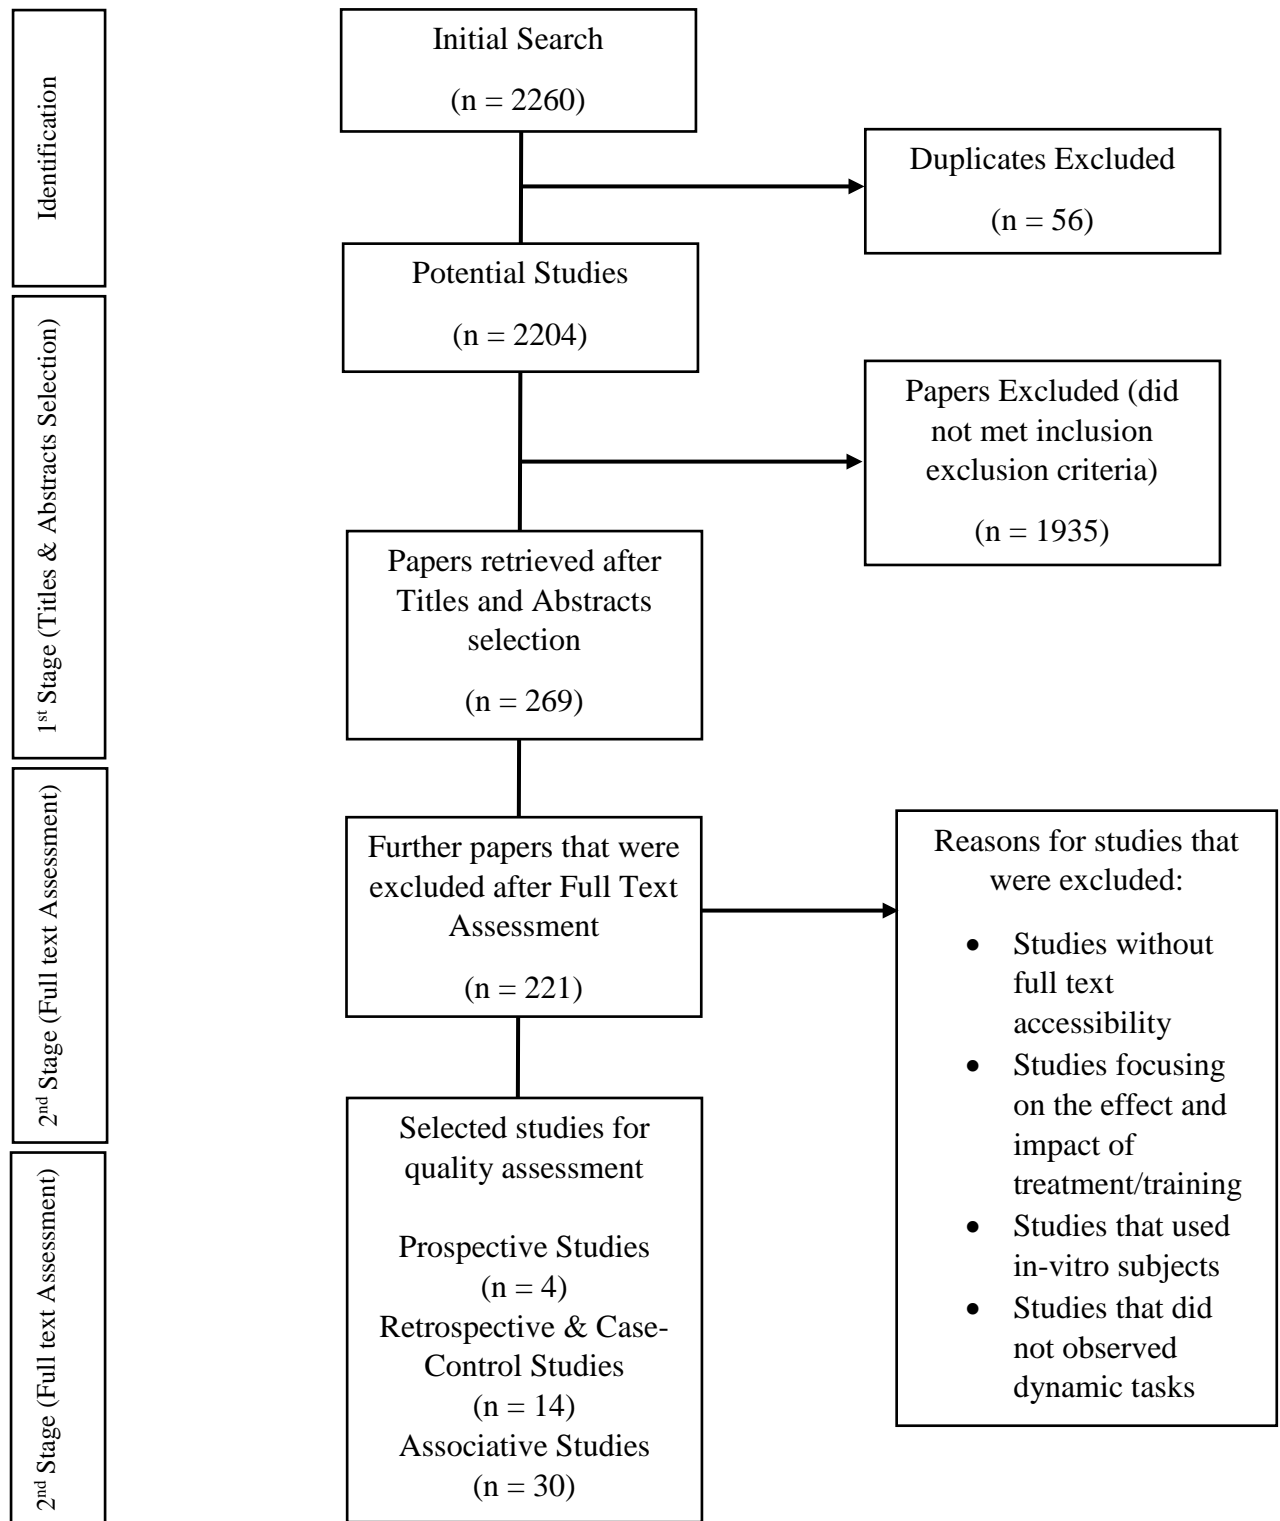 Identification
Initial Search
(n = 2260)
Duplicates Excluded
(n = 56)
Potential Studies
(n = 2204)
1st Stage (Titles & Abstracts Selection)
Papers Excluded (did
not met inclusion
exclusion criteria)
(n = 1935)
Papers retrieved after
Titles and Abstracts
selection
(n = 269)
2nd Stage (Full text Assessment)
Further papers that were
excluded after Full Text
Assessment
(n = 221)
Reasons for studies that
were excluded:
• Studies without
full text
accessibility
• Studies focusing
on the effect and
impact of
treatment/training
• Studies that used
in-vitro subjects
• Studies that did
not observed
dynamic tasks
2nd Stage (Full text Assessment)
Selected studies for
quality assessment
Prospective Studies
(n = 4)
Retrospective & Case-
Control Studies
(n = 14)
Associative Studies
(n = 30)